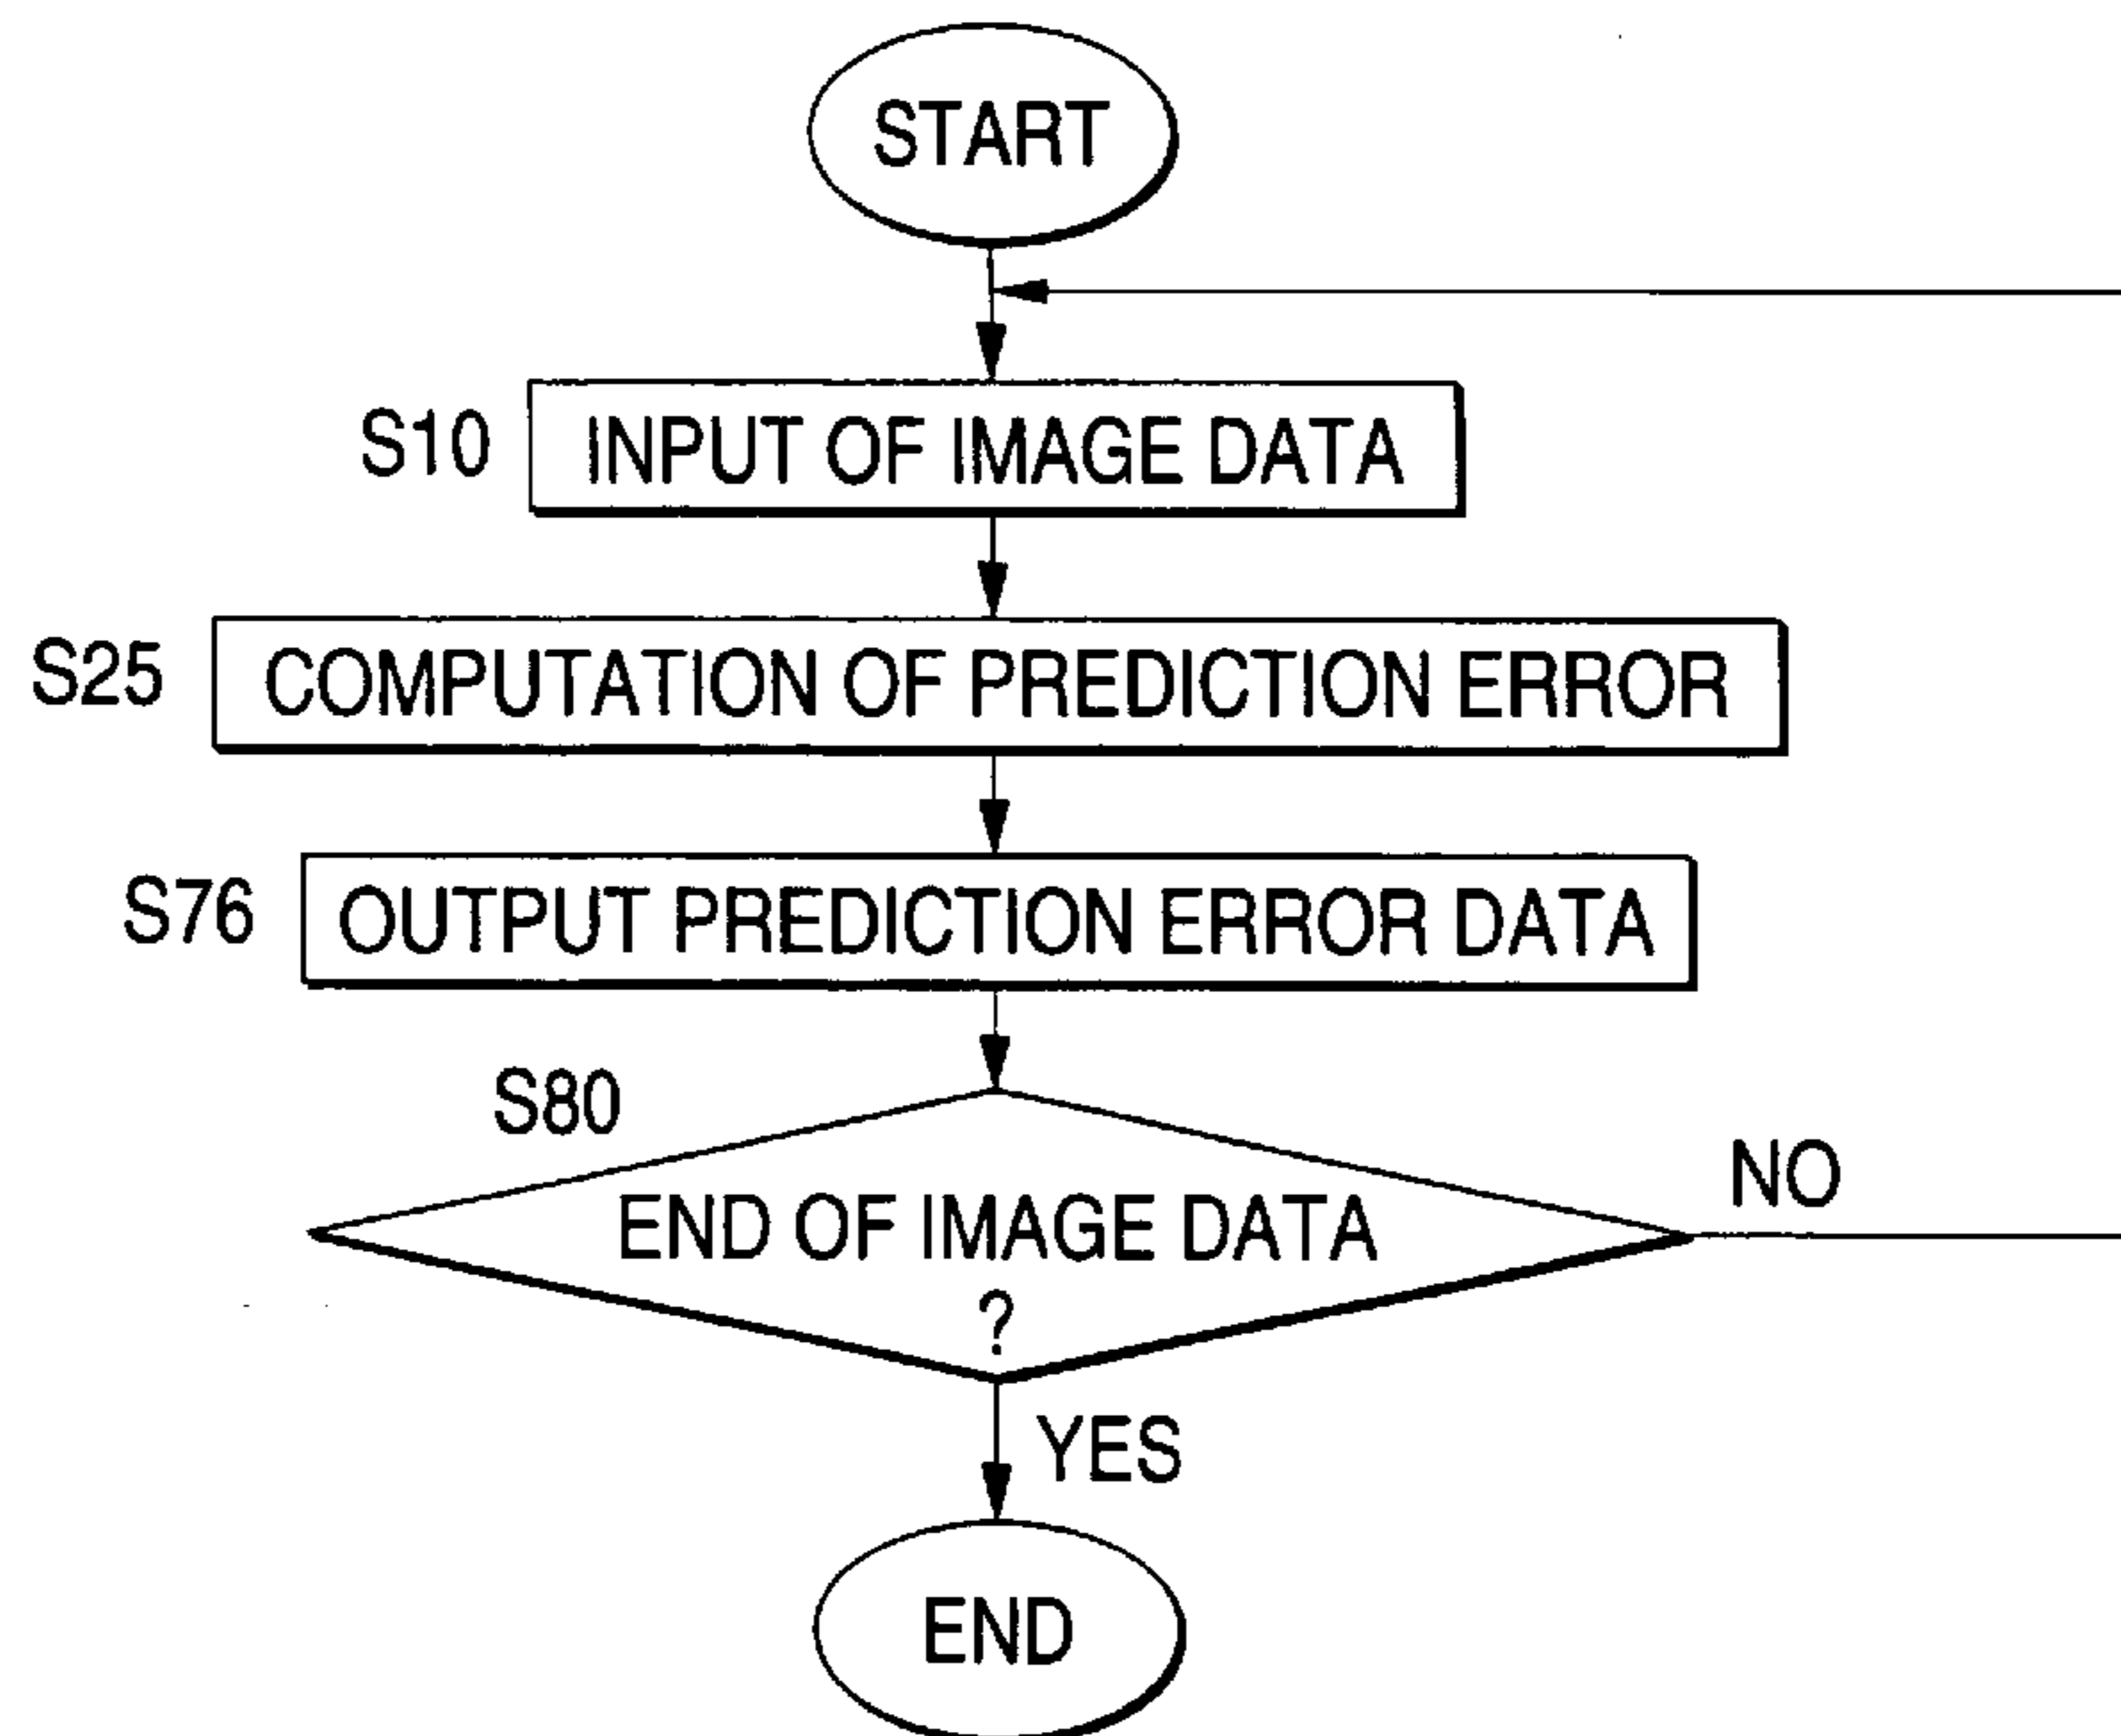 START
S10 INPUT OF IMAGE DATA
S25 COMPUTATION OF PREDICTION ERROR
S76 OUTPUT PREDICTION ERROR DATA
S80
NO
END OF IMAGE DATA
?
YES
END